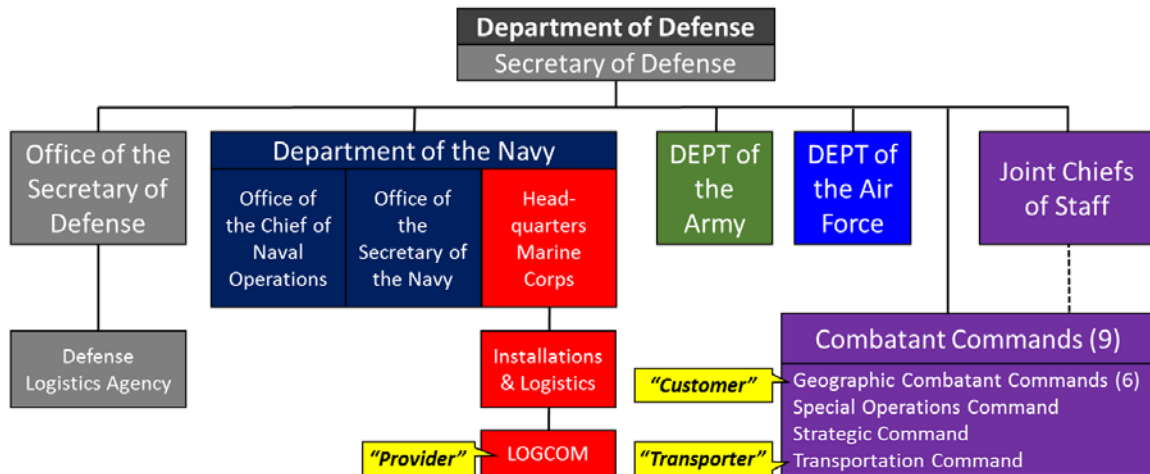 Department of Defense
Secretary of Defense
Office of the
Secretary of
Defense
Department of the Navy
Office of
the Chief of
Naval
Operations
Office of
the
Secretary of
the Navy
Head-
quarters
Marine
Corps
DEPT of
the
Army
DEPT of
the Air
Force
Joint Chiefs
of Staff
Defense
Logistics Agency
Installations
& Logistics
"Provider"
LOGCOM
Combatant Commands (9)
"Customer"
Geographic Combatant Commands (6)
Special Operations Command
Strategic Command
"Transporter"
Transportation Command